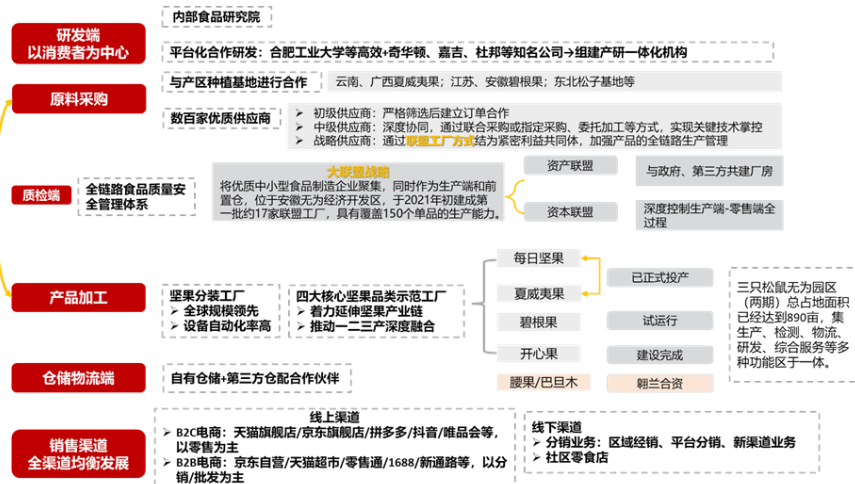 研发端
以消费者为中心
内部食品研究院
平台化合作研发：合肥工业大学等高效+奇华顿、嘉吉、杜邦等知名公司→组建产研一体化机构
原料采购
与产区种植基地进行合作
云南、广西夏威夷果；江苏、安徽碧根果；东北松子基地等
数百家优质供应商
➢ 初级供应商：严格筛选后建立订单合作
➢ 中级供应商：深度协同，通过联合采购或指定采购、委托加工等方式，实现关键技术掌控
➢ 战略供应商：通过联盟工厂方式结为紧密利益共同体，加强产品的全链路生产管理
质检端
全链路食品质量安
全管理体系
大联盟战略
将优质中小型食品制造企业聚集，同时作为生产端和前
置仓，位于安徽无为经济开发区，于2021年初建成第
一批约17家联盟工厂，具有覆盖150个单品的生产能力。
资产联盟
与政府、第三方共建厂房
资本联盟
深度控制生产端-零售端全
过程
产品加工
坚果分装工厂
➢ 全球规模领先
➢ 设备自动化率高
四大核心坚果品类示范工厂
➢ 着力延伸坚果产业链
➢ 推动一二三产深度融合
每日坚果
夏威夷果
碧根果
开心果
腰果/巴旦木
已正式投产
试运行
建设完成
翱兰合资
三只松鼠无为园区
（两期）总占地面积
已经达到890亩，集
生产、检测、物流、
研发、综合服务等多
种功能区于一体。
仓储物流端
自有仓储+第三方仓配合作伙伴
销售渠道
全渠道均衡发展
线上渠道
➢ B2C电商：天猫旗舰店/京东旗舰店/拼多多/抖音/唯品会等，
以零售为主
➢ B2B电商：京东自营/天猫超市/零售通/1688/新通路等，以分
销/批发为主
线下渠道
➢ 分销业务：区域经销、平台分销、新渠道业务
➢ 社区零食店